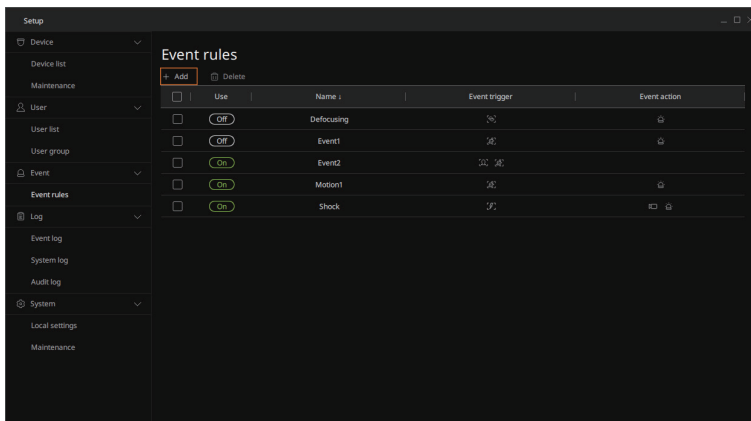 Setup
Device
Device list
Maintenance
User
User list
User group
Event
Event rules
Log
Event log
System log
Audit log
System
Local settings
Maintenance
Event rules
+ Add Delete
Use Name ↓ Event trigger Event action
Off Defocusing
Off Event1
On Event2
On Motion1
On Shock